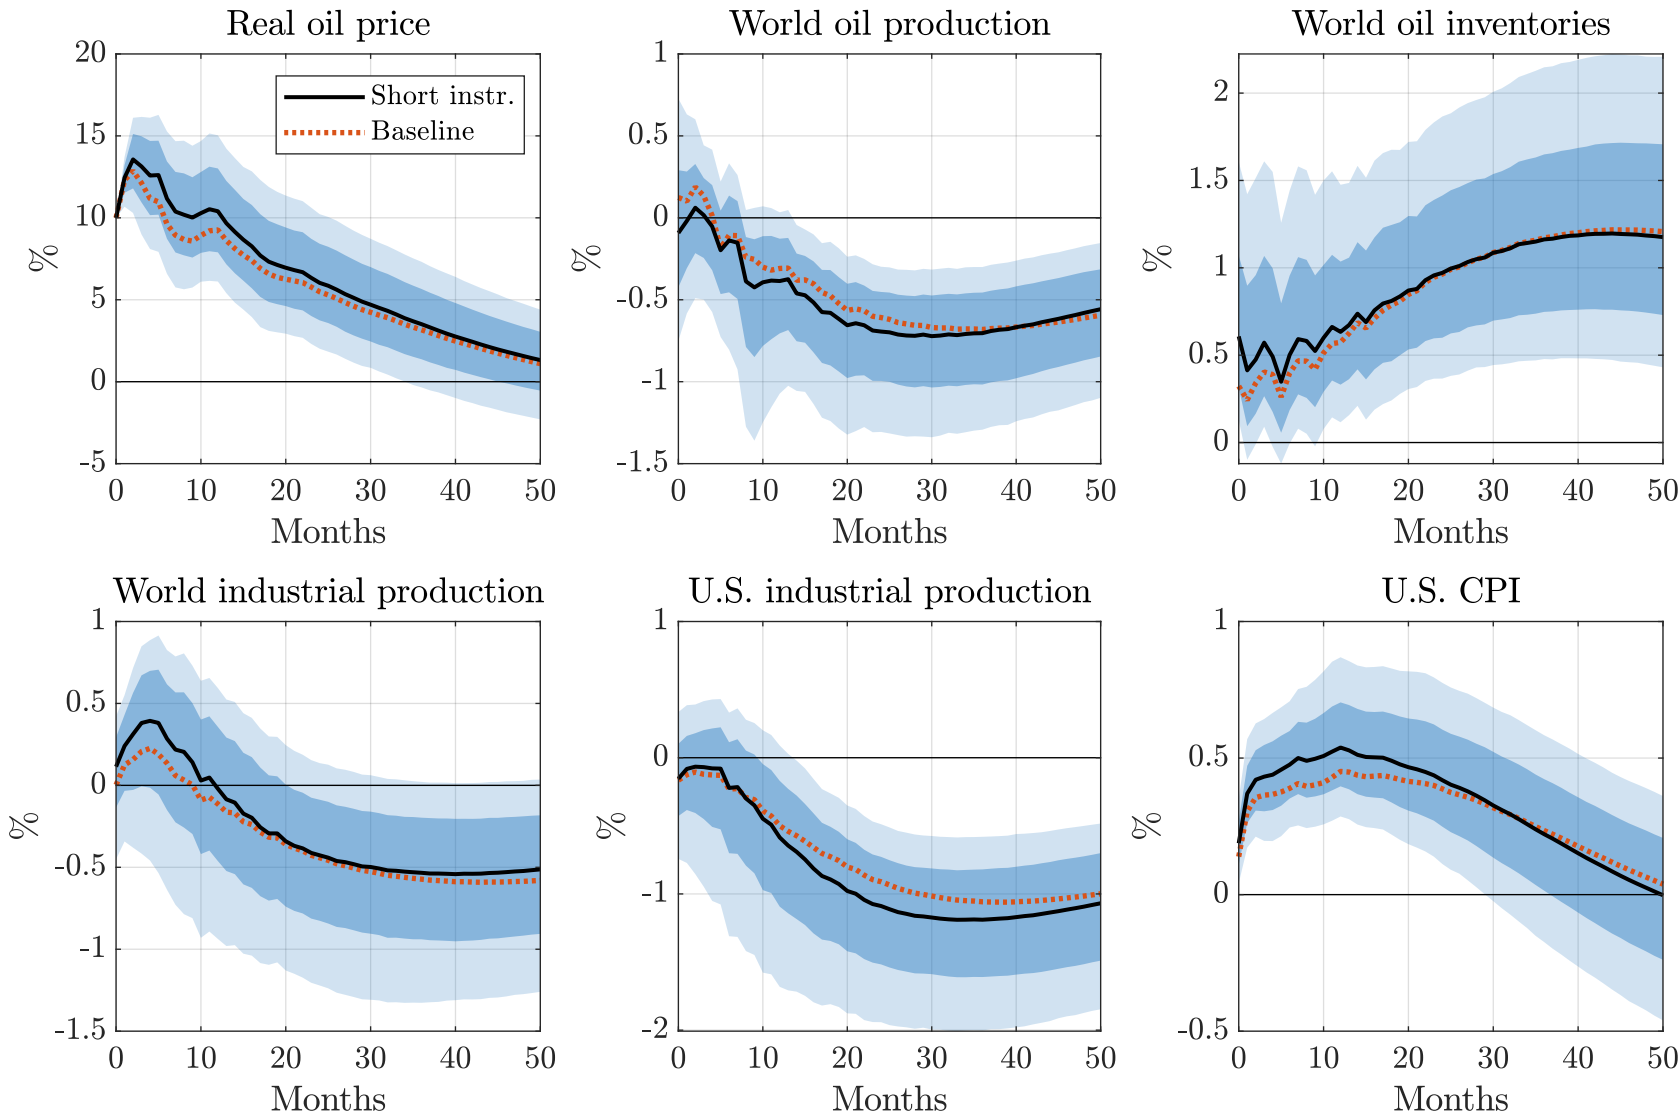 Real oil price
20
15
10
5
0
-5
%
0 10 20 30 40 50
Months
Short instr.
Baseline
World oil production
1
0.5
0
-0.5
-1
-1.5
%
0 10 20 30 40 50
Months
World oil inventories
2
1.5
1
0.5
0
%
0 10 20 30 40 50
Months
World industrial production
1
0.5
0
-0.5
-1
-1.5
%
0 10 20 30 40 50
Months
U.S. industrial production
1
0
-1
-2
%
0 10 20 30 40 50
Months
U.S. CPI
1
0.5
0
-0.5
%
0 10 20 30 40 50
Months